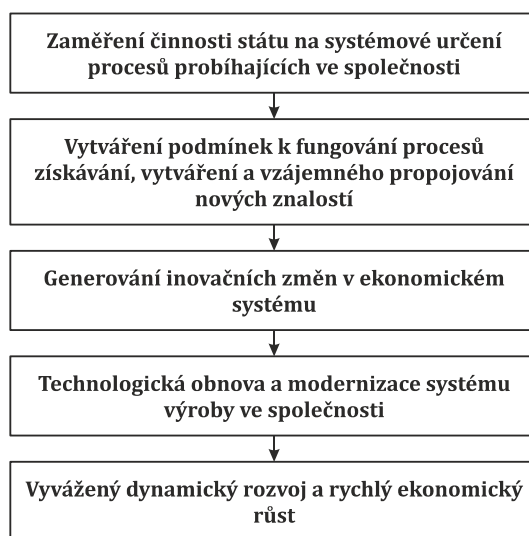 Zaměření činnosti státu na systémové určení
procesů probíhajících ve společnosti
Vytváření podmínek k fungování procesů
získávání, vytváření a vzájemného propojování
nových znalostí
Generování inovačních změn v ekonomickém
systému
Technologická obnova a modernizace systému
výroby ve společnosti
Vyvážený dynamický rozvoj a rychlý ekonomický
růst